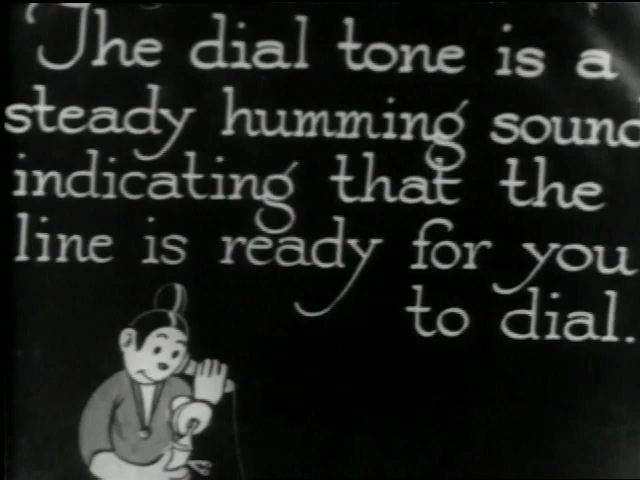 The dial tone is a
steady humming sound
indicating that the
line is ready for you
to dial.